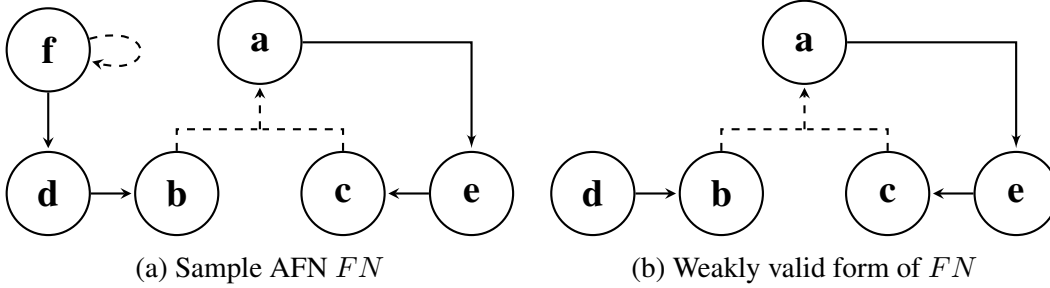 f a a
d b c e d b c e
(a) Sample AFN FN (b) Weakly valid form of FN